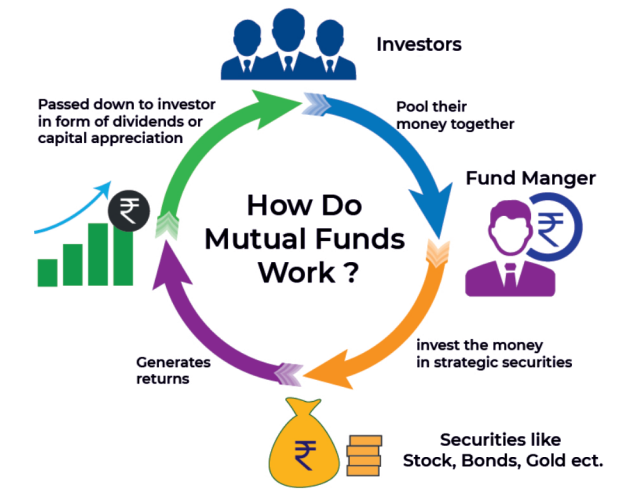 Investors
Passed down to investor
in form of dividends or
capital appreciation
Pool their
money together
Fund Manger
₹
₹
How Do
Mutual Funds
Work ?
invest the money
in strategic securities
Generates
returns
₹
Securities like
Stock, Bonds, Gold ect.